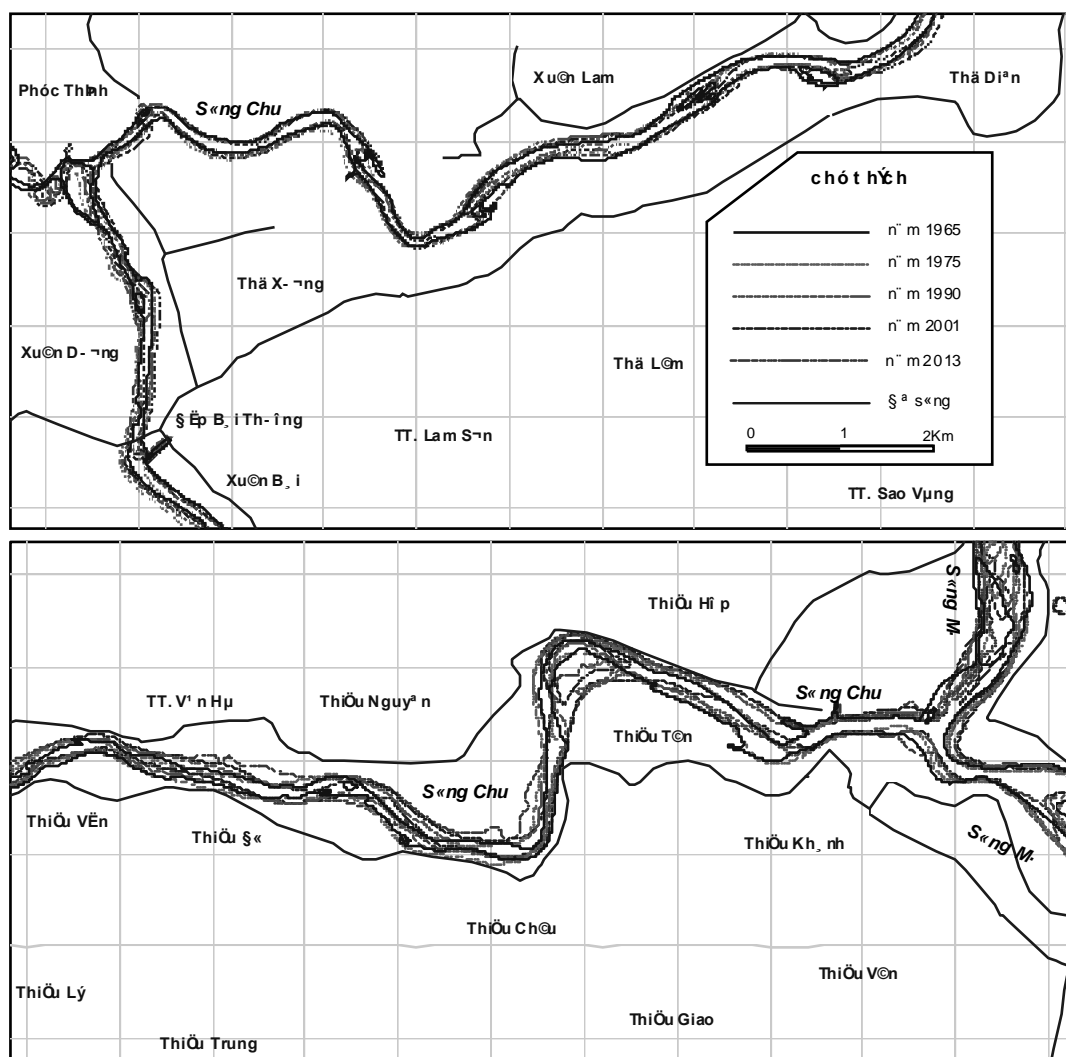 Phóc ThÞnh
S«ng Chu
Xu©n Lam
Thä Diªn
chó thÝch
n¨m 1965
n¨m 1975
n¨m 1990
n¨m 2001
n¨m 2013
§ª s«ng
0 1 2Km
Thä X-¬ng
Xu©n D-¬ng
Thä L©m
§Ëp B¸i Th-îng
TT. Lam S¬n
Xu©n B¸i
TT. Sao Vµng
S«ng M·
ThiÖu Hîp
TT. V¹n Hµ
ThiÖu Nguyªn
S«ng Chu
ThiÖu T©n
S«ng Chu
ThiÖu VËn
ThiÖu §«
ThiÖu Kh¸nh
S«ng M·
ThiÖu Ch©u
ThiÖu V©n
ThiÖu Lý
ThiÖu Giao
ThiÖu Trung